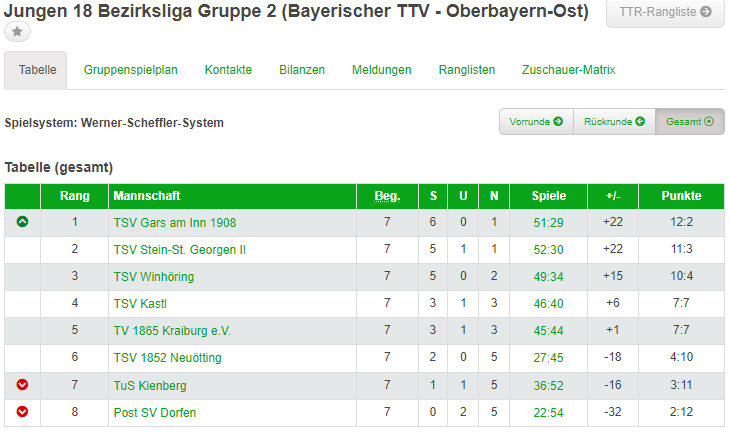 Jungen 18 Bezirksliga Gruppe 2 (Bayerischer TTV - Oberbayern-Ost)
TTR-Rangliste
Tabelle Gruppenspielplan Kontakte Bilanzen Meldungen Ranglisten Zuschauer-Matrix
Spielsystem: Werner-Scheffler-System
Vorrunde Rückrunde Gesamt
Tabelle (gesamt)
Rang Mannschaft Beg. S U N Spiele +/- Punkte
1 TSV Gars am Inn 1908 7 6 0 1 51:29 +22 12:2
2 TSV Stein-St. Georgen II 7 5 1 1 52:30 +22 11:3
3 TSV Winhöring 7 5 0 2 49:34 +15 10:4
4 TSV Kastl 7 3 1 3 46:40 +6 7:7
5 TV 1865 Kraiburg e.V. 7 3 1 3 45:44 +1 7:7
6 TSV 1852 Neuötting 7 2 0 5 27:45 -18 4:10
7 TuS Kienberg 7 1 1 5 36:52 -16 3:11
8 Post SV Dorfen 7 0 2 5 22:54 -32 2:12